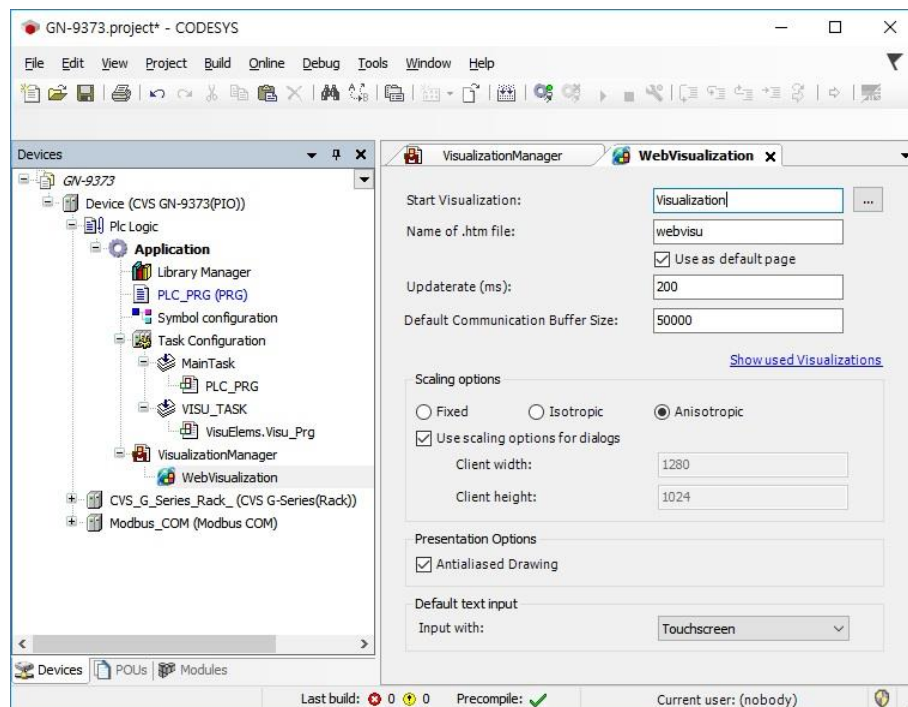 GN-9373.project* - CODESYS
File Edit View Project Build Online Debug Tools Window Help
Devices
GN-9373
Device (CVS GN-9373(PIO))
Plc Logic
Application
Library Manager
PLC_PRG (PRG)
Symbol configuration
Task Configuration
MainTask
PLC_PRG
VISU_TASK
VisuElems.Visu_Prg
VisualizationManager
WebVisualization
CVS_G_Series_Rack_ (CVS G-Series(Rack))
Modbus_COM (Modbus COM)
Devices POUs Modules
VisualizationManager WebVisualization
Start Visualization: Visualization ...
Name of .htm file: webvisu
Use as default page
Updaterate (ms): 200
Default Communication Buffer Size: 50000
Show used Visualizations
Scaling options
Fixed Isotropic Anisotropic
Use scaling options for dialogs
Client width: 1280
Client height: 1024
Presentation Options
Antialiased Drawing
Default text input
Input with: Touchscreen
Last build: 0 0 Precompile: Current user: (nobody)